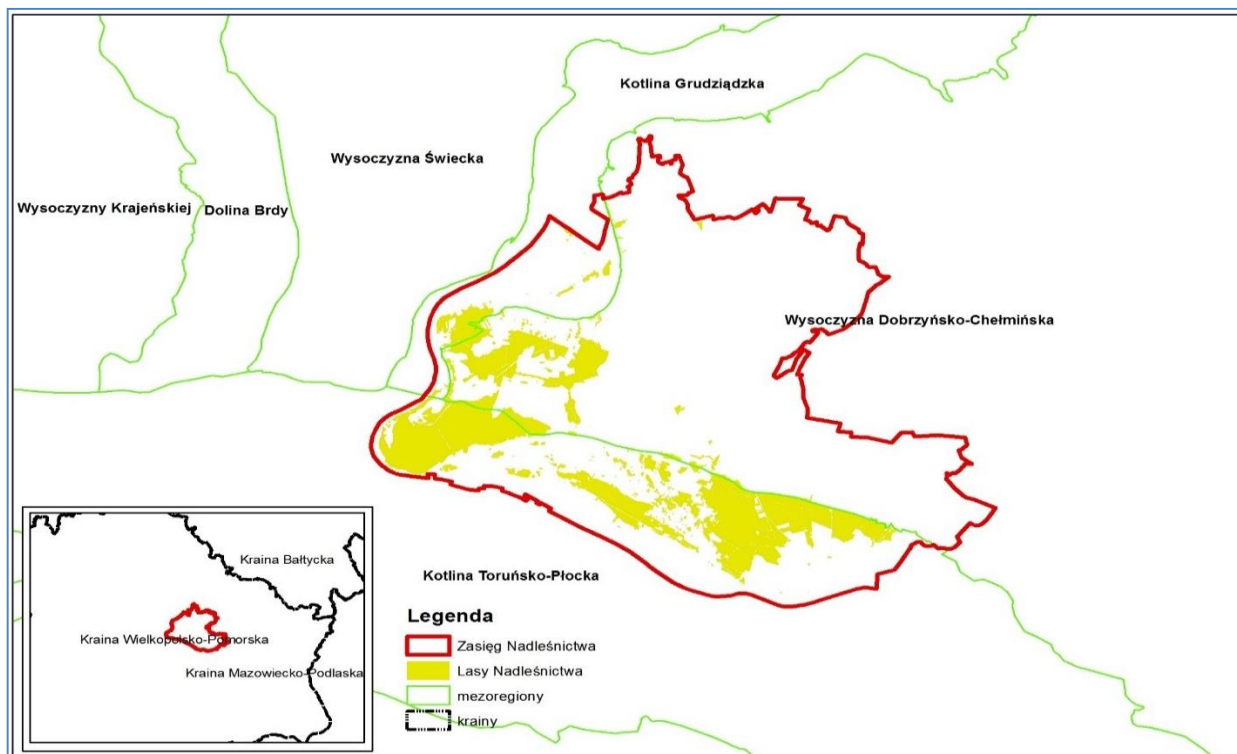 Kotlina Grudziądzka
Wysoczyzna Świecka
Wysoczyzny Krajeńskiej
Dolina Brdy
Wysoczyzna Dobrzyńsko-Chełmińska
Kotlina Toruńsko-Płocka
Kraina Bałtycka
Kraina Wielkopolsko-Pomorska
Kraina Mazowiecko-Podlaska
Legenda
Zasięg Nadleśnictwa
Lasy Nadleśnictwa
mezoregiony
krainy